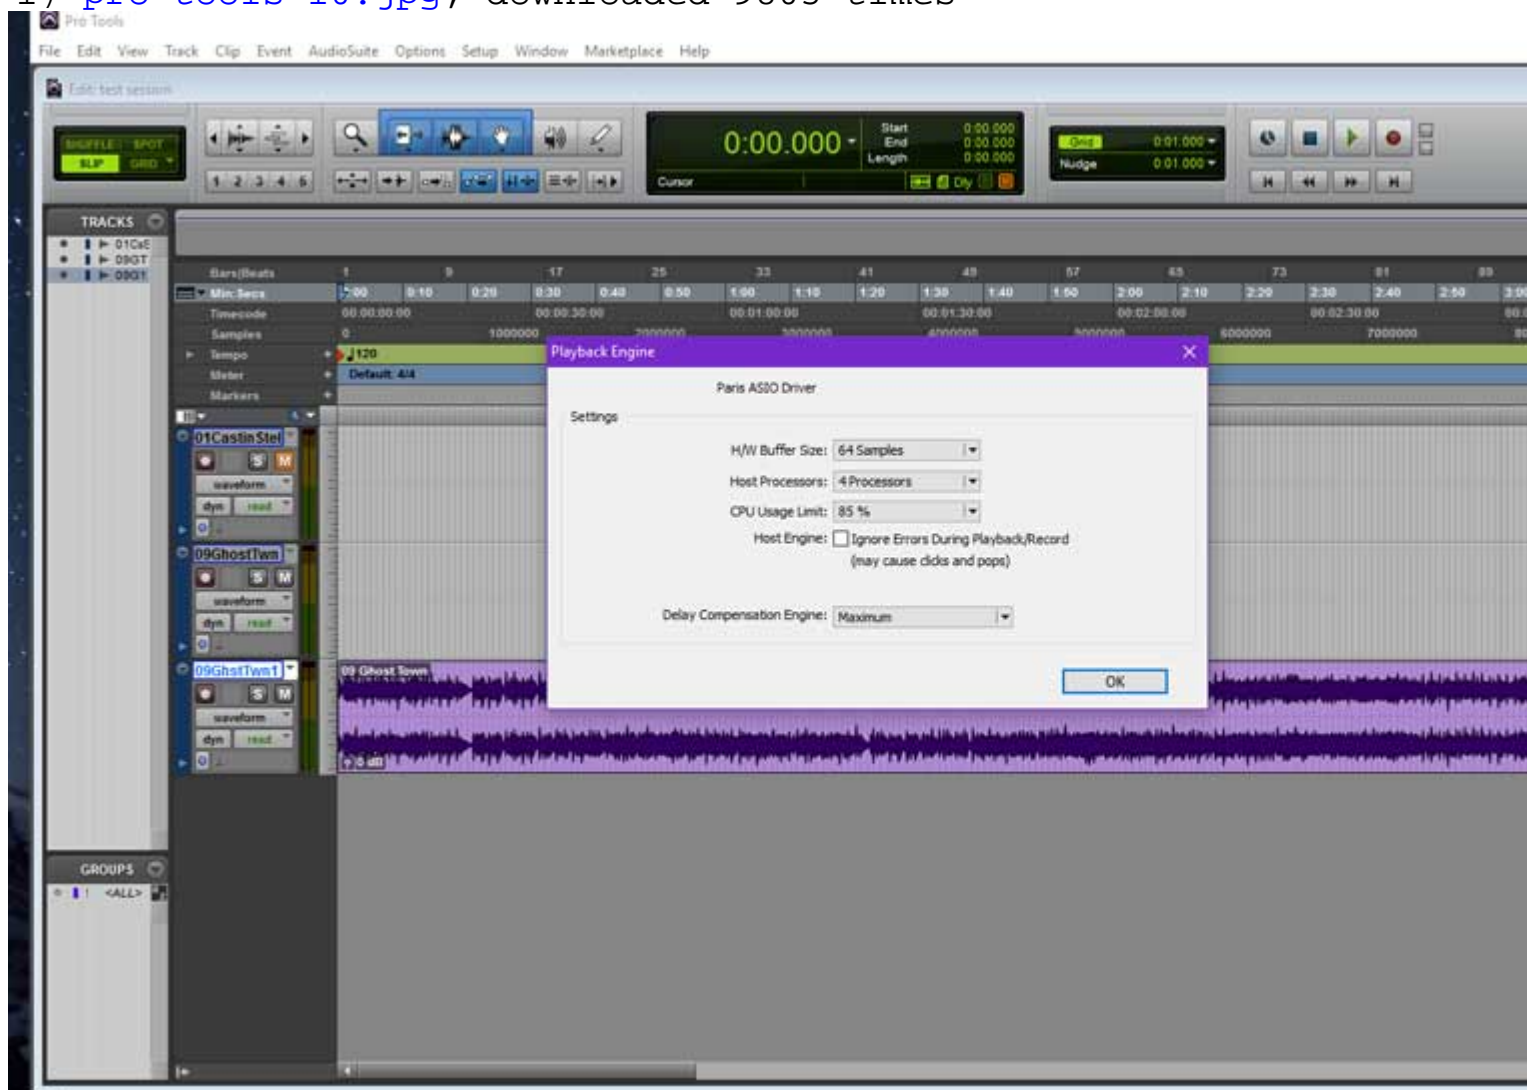 1) pro tools 10.jpg, downloaded 9605 times
Pro Tools
File Edit View Track Clip Event AudioSuite Options Setup Window Marketplace Help
Edit: test session
SHUFFLE SPOT
SLIP GRID
1 2 3 4 5
0:00.000
Start 0:00.000
End 0:00.000
Length 0:00.000
Cursor
Dly
Grid 0:01.000
Nudge 0:01.000
TRACKS
01CsS
09GT
09GT
Bars|Beats 1 9 17 25 33 41 49 57 65 73 81 89
Min:Secs 0:00 0:10 0:20 0:30 0:40 0:50 1:00 1:10 1:20 1:30 1:40 1:50 2:00 2:10 2:20 2:30 2:40 2:50 3:00
Timecode 00:00:00:00 00:00:30:00 00:01:00:00 00:01:30:00 00:02:00:00 00:02:30:00
Samples 0 1000000 2000000 3000000 4000000 5000000 6000000 7000000
Tempo 120
Meter Default: 4/4
Markers
Playback Engine
Paris ASIO Driver
Settings
H/W Buffer Size: 64 Samples
Host Processors: 4 Processors
CPU Usage Limit: 85 %
Host Engine: Ignore Errors During Playback/Record
(may cause clicks and pops)
Delay Compensation Engine: Maximum
OK
01CastinStel
S M
waveform
dyn read
09GhostTwn
S M
waveform
dyn read
09GhstTwn1
S M
waveform
dyn read
09 Ghost Town
0 dB
GROUPS
! <ALL>